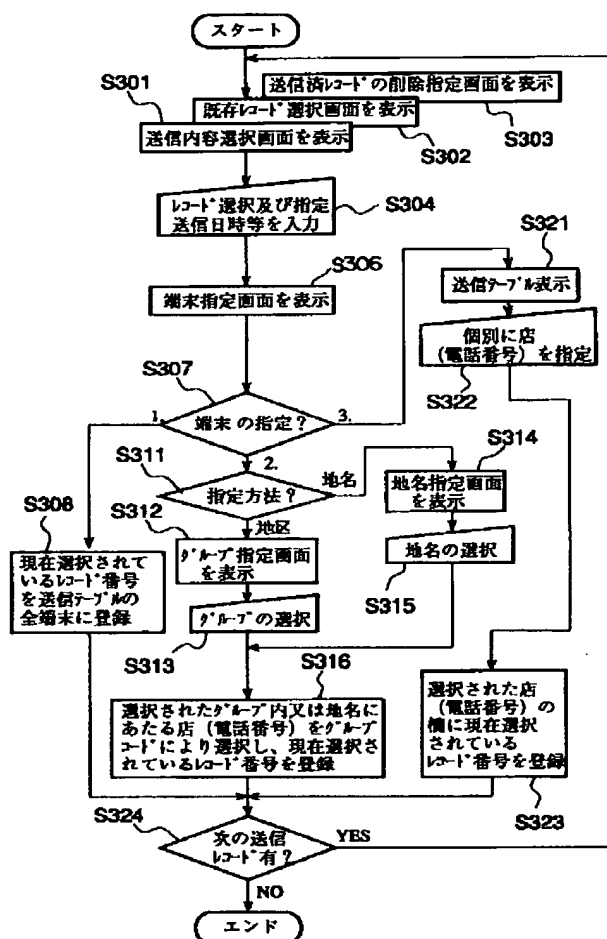 スタート
S301
送信済レコードの削除指定画面を表示
既存レコード選択画面を表示
S303
送信内容選択画面を表示
S302
レコード選択及び指定
送信日時等を入力
S304
S306
端末指定画面を表示
S321
送信テーブル表示
個別に店
(電話番号)を指定
S322
S307
1.
端末の指定?
3.
2.
S311
指定方法?
地名
S314
地名指定画面
を表示
S308
S312
地区
グループ指定画面
を表示
地名の選択
S315
現在選択されて
いるレコード番号
を送信テーブルの
全端末に登録
グループの選択
S313
S316
選択されたグループ内又は地名に
あたる店(電話番号)をグループ
コードにより選択し、現在選択さ
れているレコード番号を登録
選択された店
(電話番号)の
欄に現在選択
されている
レコード番号を登録
S323
S324
次の送信
レコード有?
YES
NO
エンド